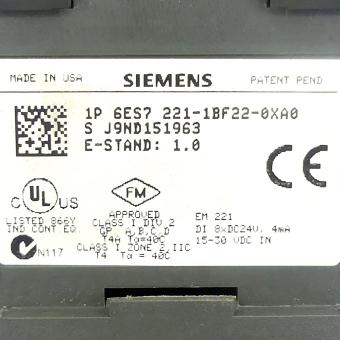 MADE IN USA SIEMENS PATENT PEND
1P 6ES7 221-1BF22-0XA0
S J9ND151963
E-STAND: 1.0
CE
C UL US
FM
LISTED 866Y
IND CONT EQ.
APPROVED
CLASS I DIV 2
GP. A,B,C,D
T4A Ta=40C
CLASS I ZONE 2,IIC
T4 Ta = 40C
EM 221
DI 8xDC24V, 4mA
15-30 VDC IN
N117